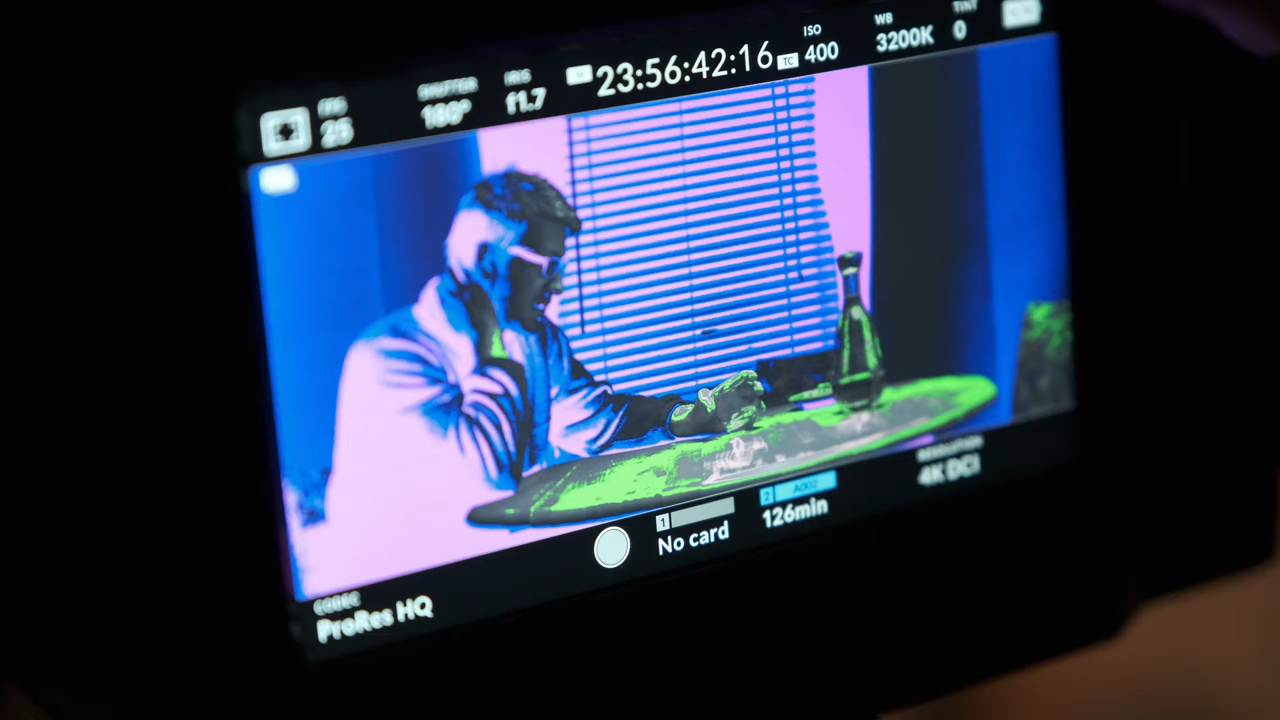 FPS
25
SHUTTER
180°
IRIS
f1.7
23:56:42:16
TC
ISO
400
WB
3200K
TINT
0
CODEC
ProRes HQ
1
No card
2 A002
126min
RESOLUTION
4K DCI